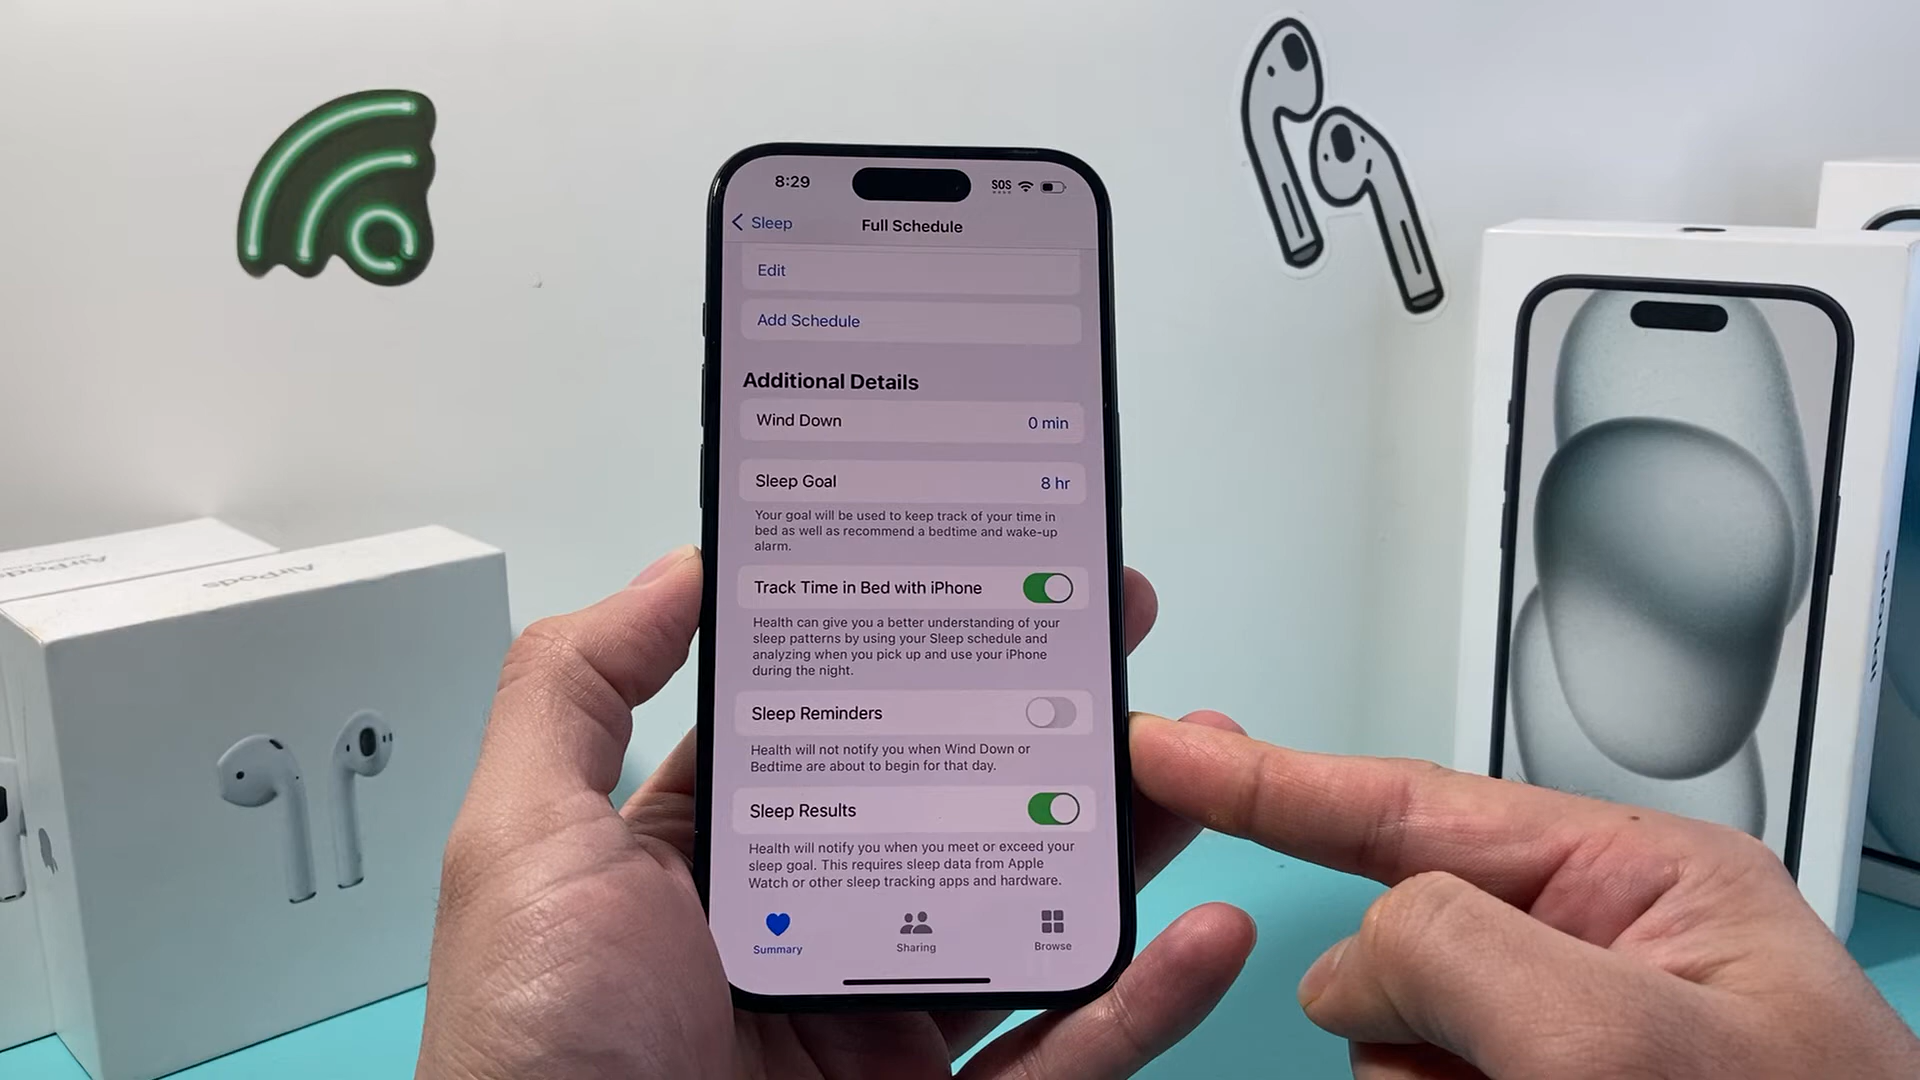 8:29
SOS
Sleep
Full Schedule
Edit
Add Schedule
Additional Details
Wind Down
0 min
Sleep Goal
8 hr
Your goal will be used to keep track of your time in
bed as well as recommend a bedtime and wake-up
alarm.
Track Time in Bed with iPhone
Health can give you a better understanding of your
sleep patterns by using your Sleep schedule and
analyzing when you pick up and use your iPhone
during the night.
Sleep Reminders
Health will not notify you when Wind Down or
Bedtime are about to begin for that day.
Sleep Results
Health will notify you when you meet or exceed your
sleep goal. This requires sleep data from Apple
Watch or other sleep tracking apps and hardware.
Summary
Sharing
Browse
AirPods
AirPods
iPhone